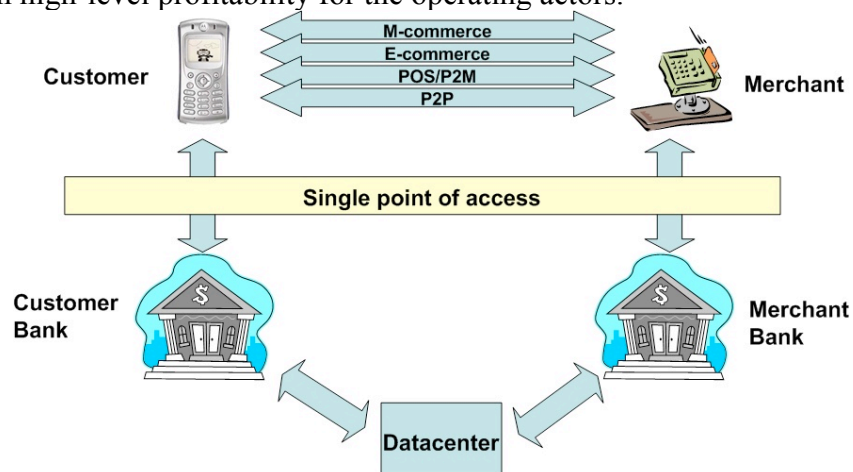 high-level profitability for the operating actors.
M-commerce
E-commerce
Customer
POS/P2M
Merchant
P2P
Single point of access
Customer
Bank
Merchant
Bank
Datacenter